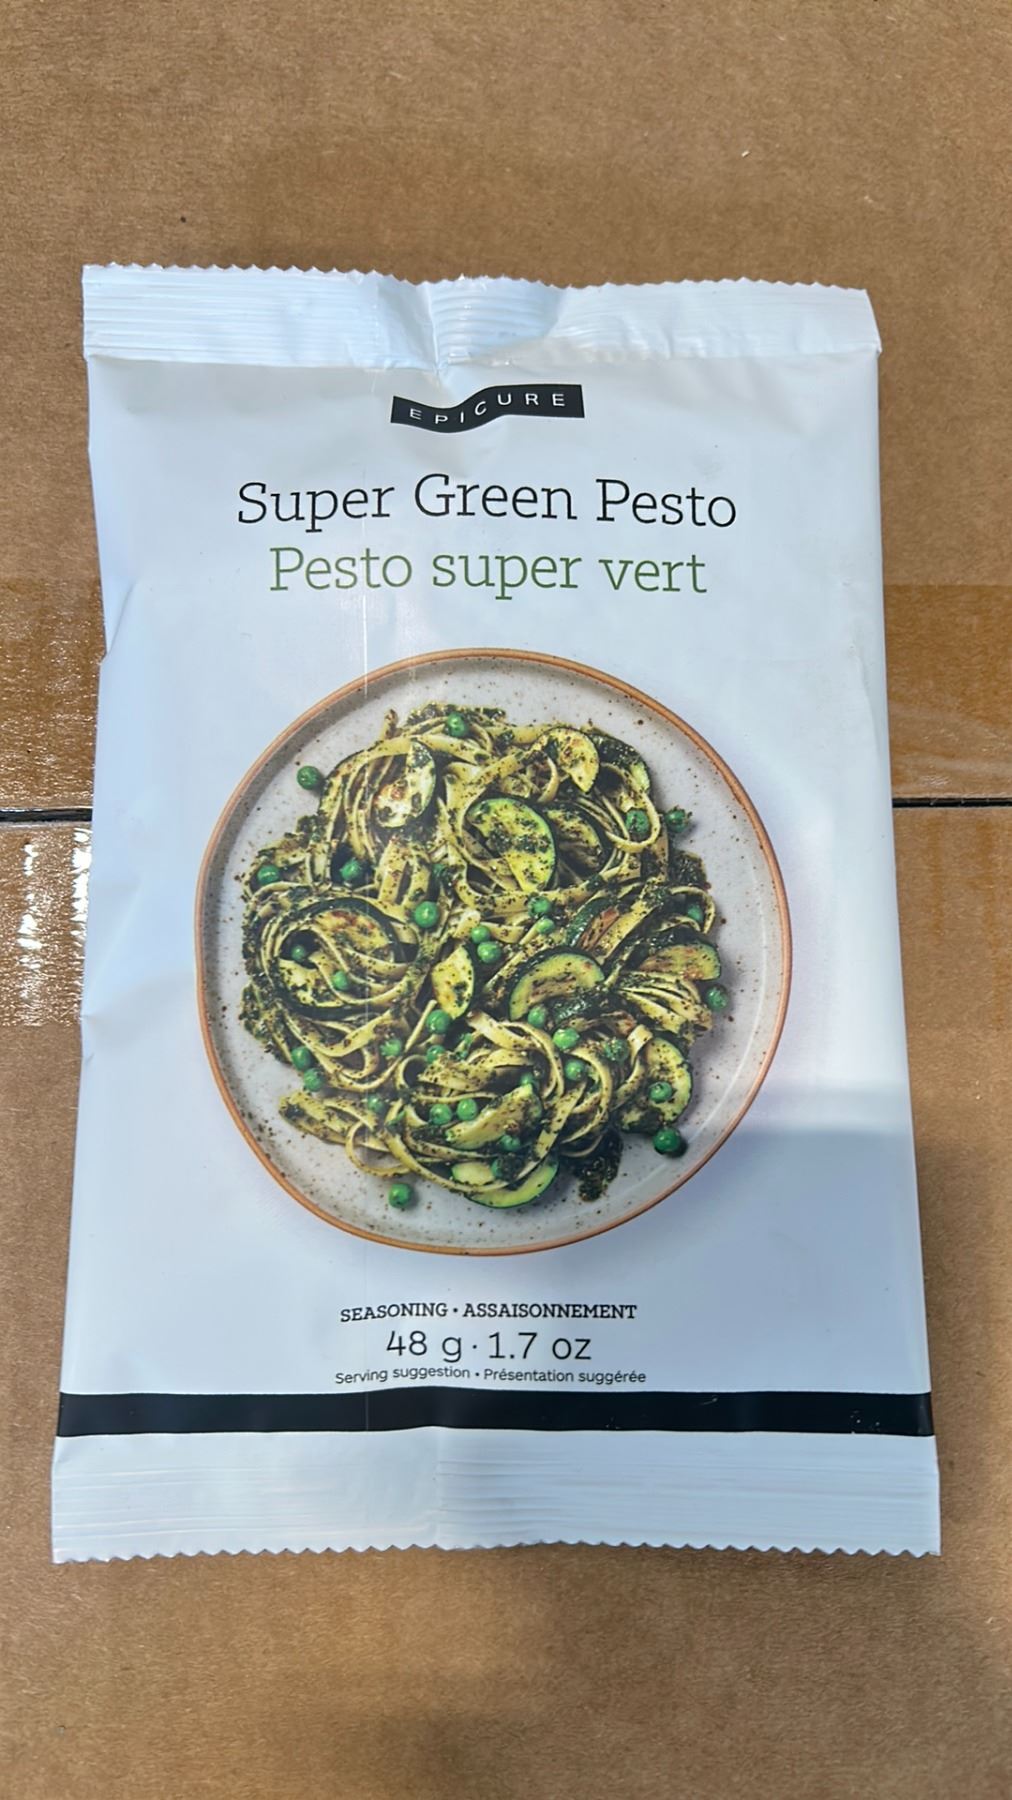 EPICURE
Super Green Pesto
Pesto super vert
SEASONING • ASSAISONNEMENT
48 g · 1.7 oz
Serving suggestion • Présentation suggérée